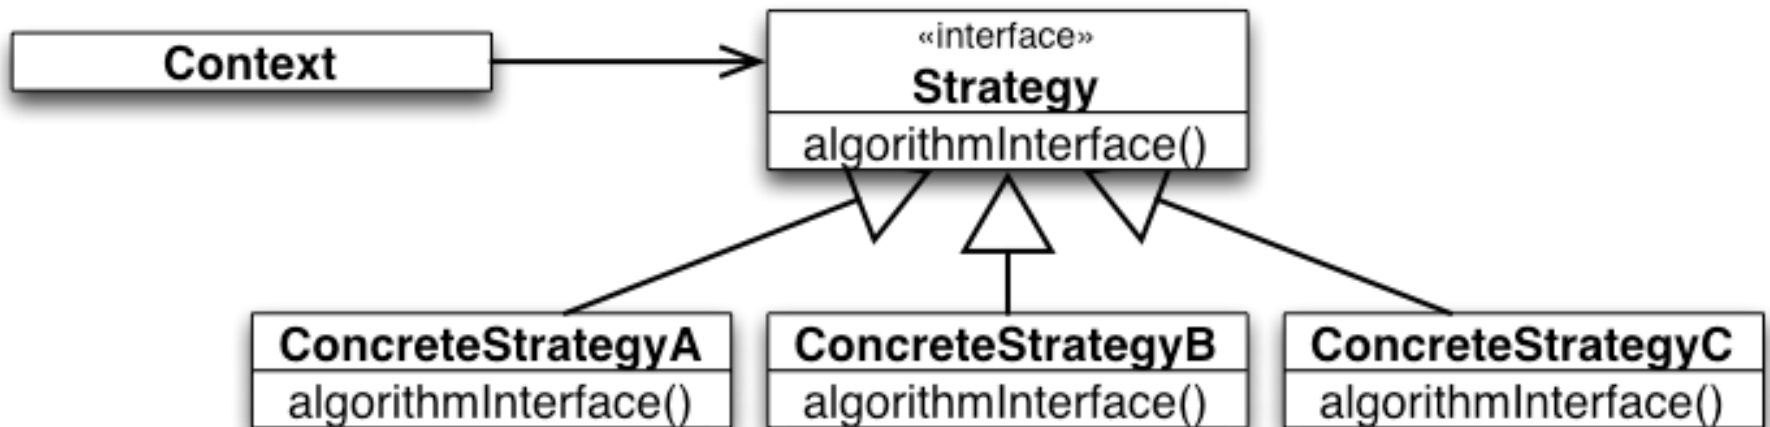 Context
«interface»
Strategy
algorithmInterface()
ConcreteStrategyA
algorithmInterface()
ConcreteStrategyB
algorithmInterface()
ConcreteStrategyC
algorithmInterface()